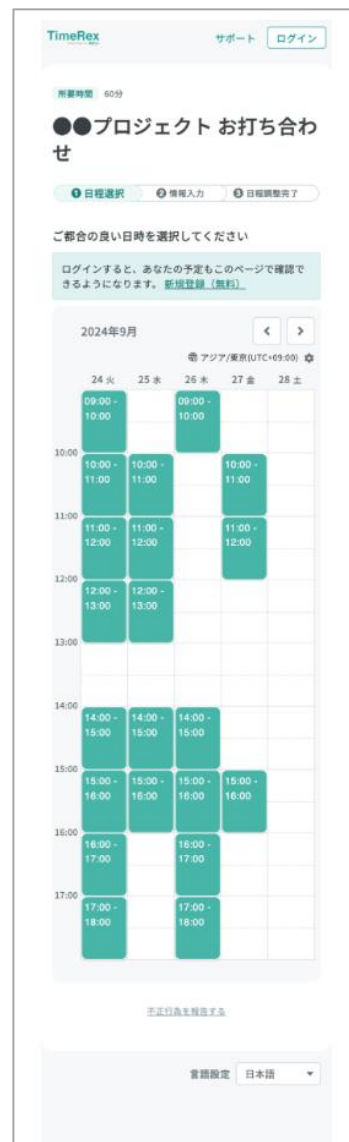 TimeRex
サポート ログイン
所要時間 60分
●●プロジェクト お打ち合わ
せ
1 日程選択 2 情報入力 3 日程調整完了
ご都合の良い日時を選択してください
ログインすると、あなたの予定もこのページで確認で
きるようになります。 新規登録（無料）
2024年9月 < >
アジア/東京(UTC+09:00)
24 火 25 水 26 木 27 金 28 土
09:00 - 09:00 -
10:00 10:00
10:00
10:00 - 10:00 - 10:00 -
11:00 11:00 11:00
11:00
11:00 - 11:00 - 11:00 -
12:00 12:00 12:00
12:00
12:00 - 12:00 -
13:00 13:00
13:00
14:00
14:00 - 14:00 - 14:00 -
15:00 15:00 15:00
15:00
15:00 - 15:00 - 15:00 - 15:00 -
16:00 16:00 16:00 16:00
16:00
16:00 - 16:00 -
17:00 17:00
17:00
17:00 - 17:00 -
18:00 18:00
不正行為を報告する
言語設定 日本語